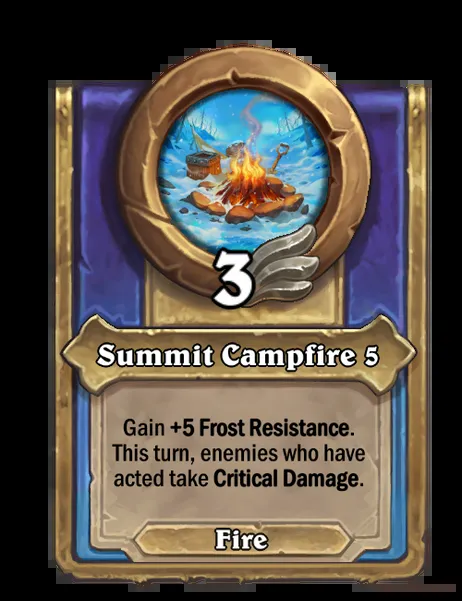 3
Summit Campfire 5
Gain +5 Frost Resistance.
This turn, enemies who have
acted take Critical Damage.
Fire